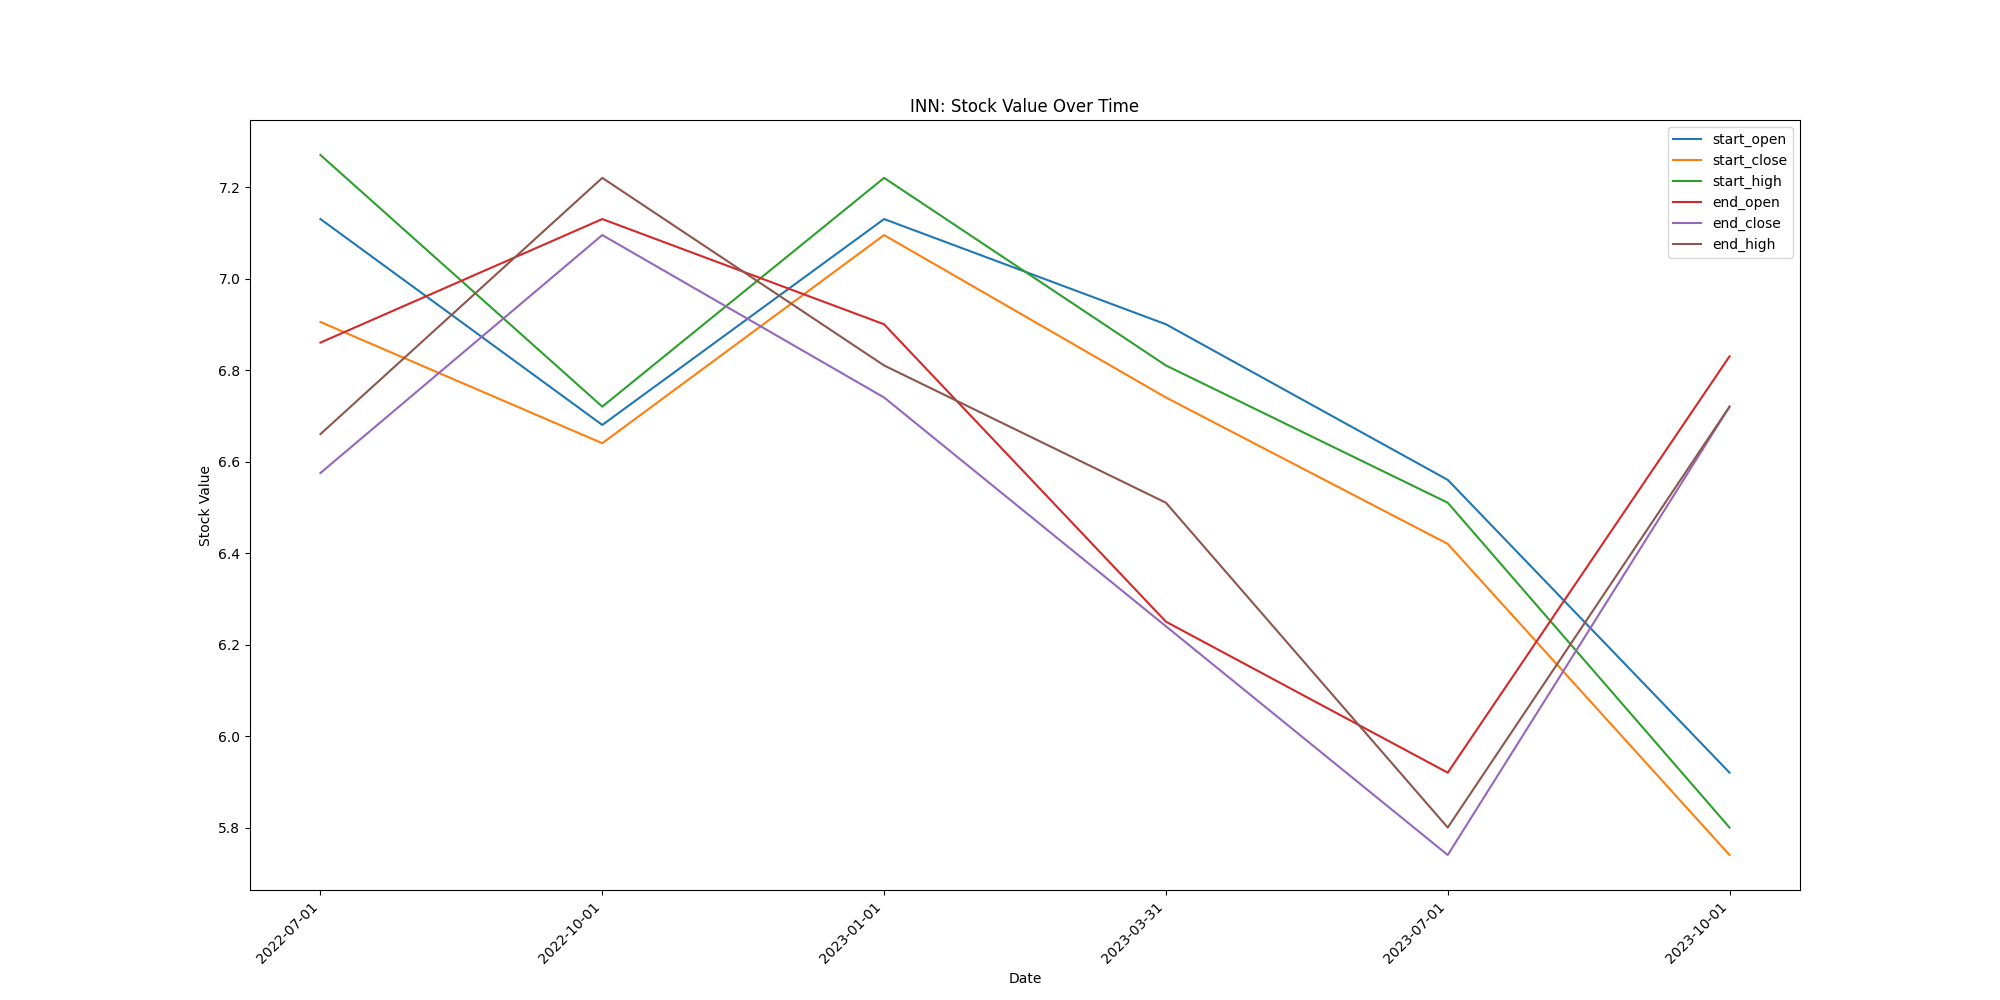 INN: Stock Value Over Time
start_open
start_close
start_high
end_open
end_close
end_high
Stock Value
7.2
7.0
6.8
6.6
6.4
6.2
6.0
5.8
2022-07-01
2022-10-01
2023-01-01
2023-03-31
2023-07-01
2023-10-01
Date